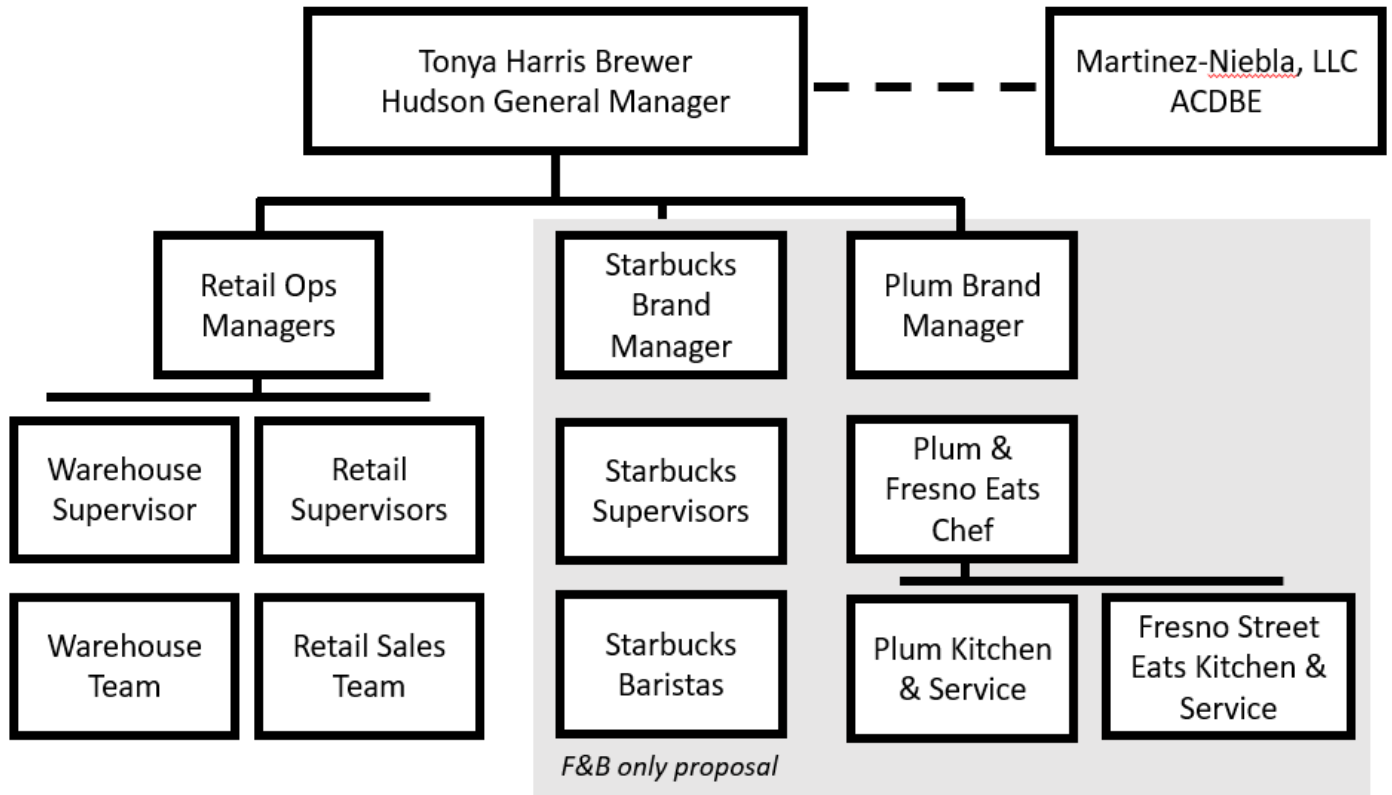 Tonya Harris Brewer
Hudson General Manager
Martinez-Niebla, LLC
ACDBE
Retail Ops
Managers
Starbucks
Brand
Manager
Plum Brand
Manager
Warehouse
Supervisor
Retail
Supervisors
Starbucks
Supervisors
Plum &
Fresno Eats
Chef
Warehouse
Team
Retail Sales
Team
Starbucks
Baristas
Plum Kitchen
& Service
Fresno Street
Eats Kitchen &
Service
F&B only proposal